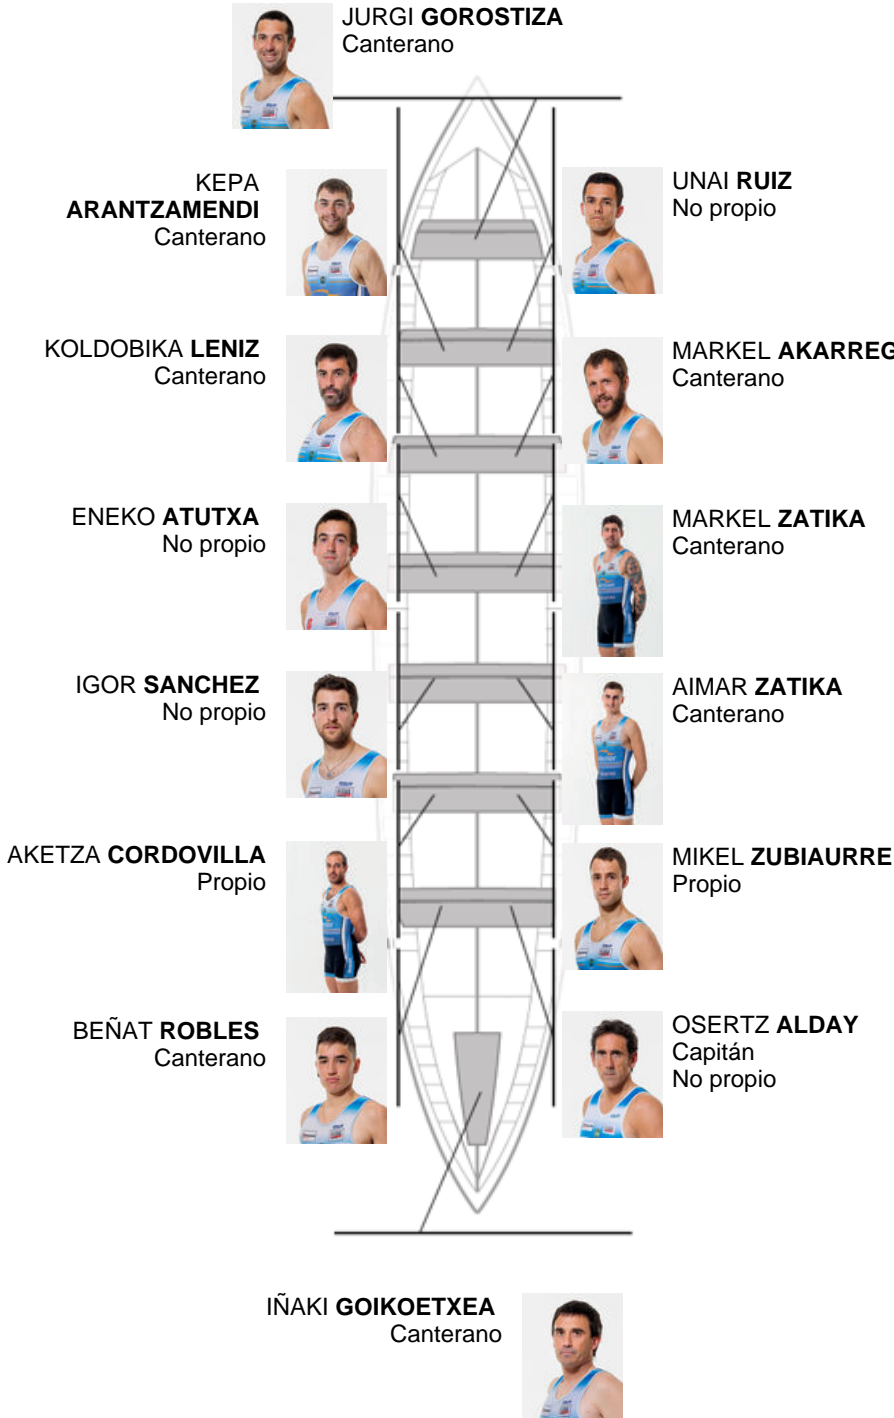 JURGI GOROSTIZA
Canterano
KEPA
ARANTZAMENDI
Canterano
UNAI RUIZ
No propio
KOLDOBIKA LENIZ
Canterano
MARKEL AKARREG
Canterano
ENEKO ATUTXA
No propio
MARKEL ZATIKA
Canterano
IGOR SANCHEZ
No propio
AIMAR ZATIKA
Canterano
AKETZA CORDOVILLA
Propio
MIKEL ZUBIAURRE
Propio
BEÑAT ROBLES
Canterano
OSERTZ ALDAY
Capitán
No propio
IÑAKI GOIKOETXEA
Canterano